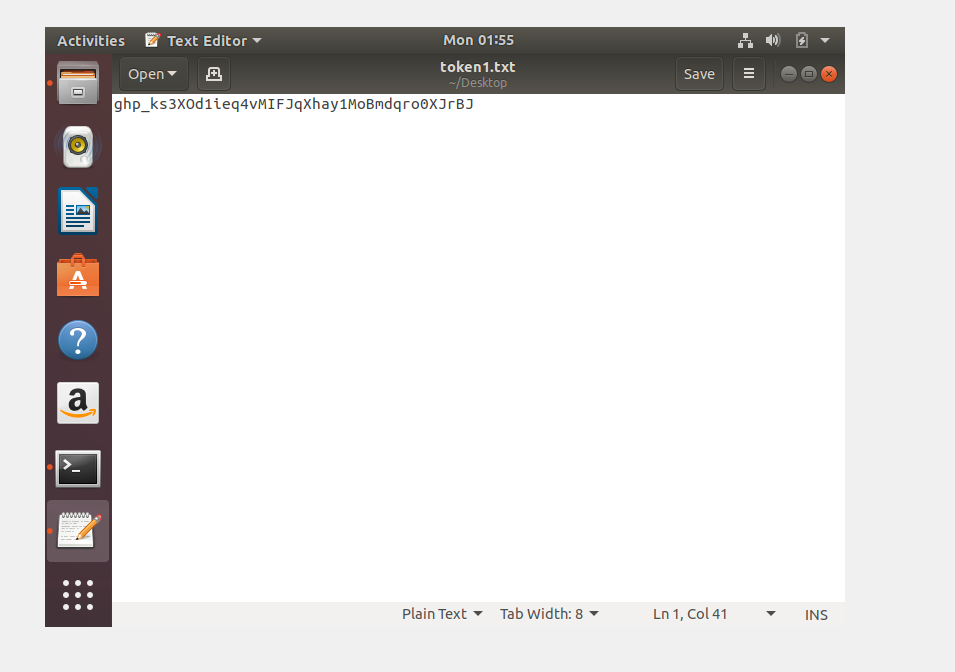 Activities
Text Editor
Mon 01:55
Open
token1.txt
~/Desktop
Save
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
Plain Text
Tab Width: 8
Ln 1, Col 41
INS